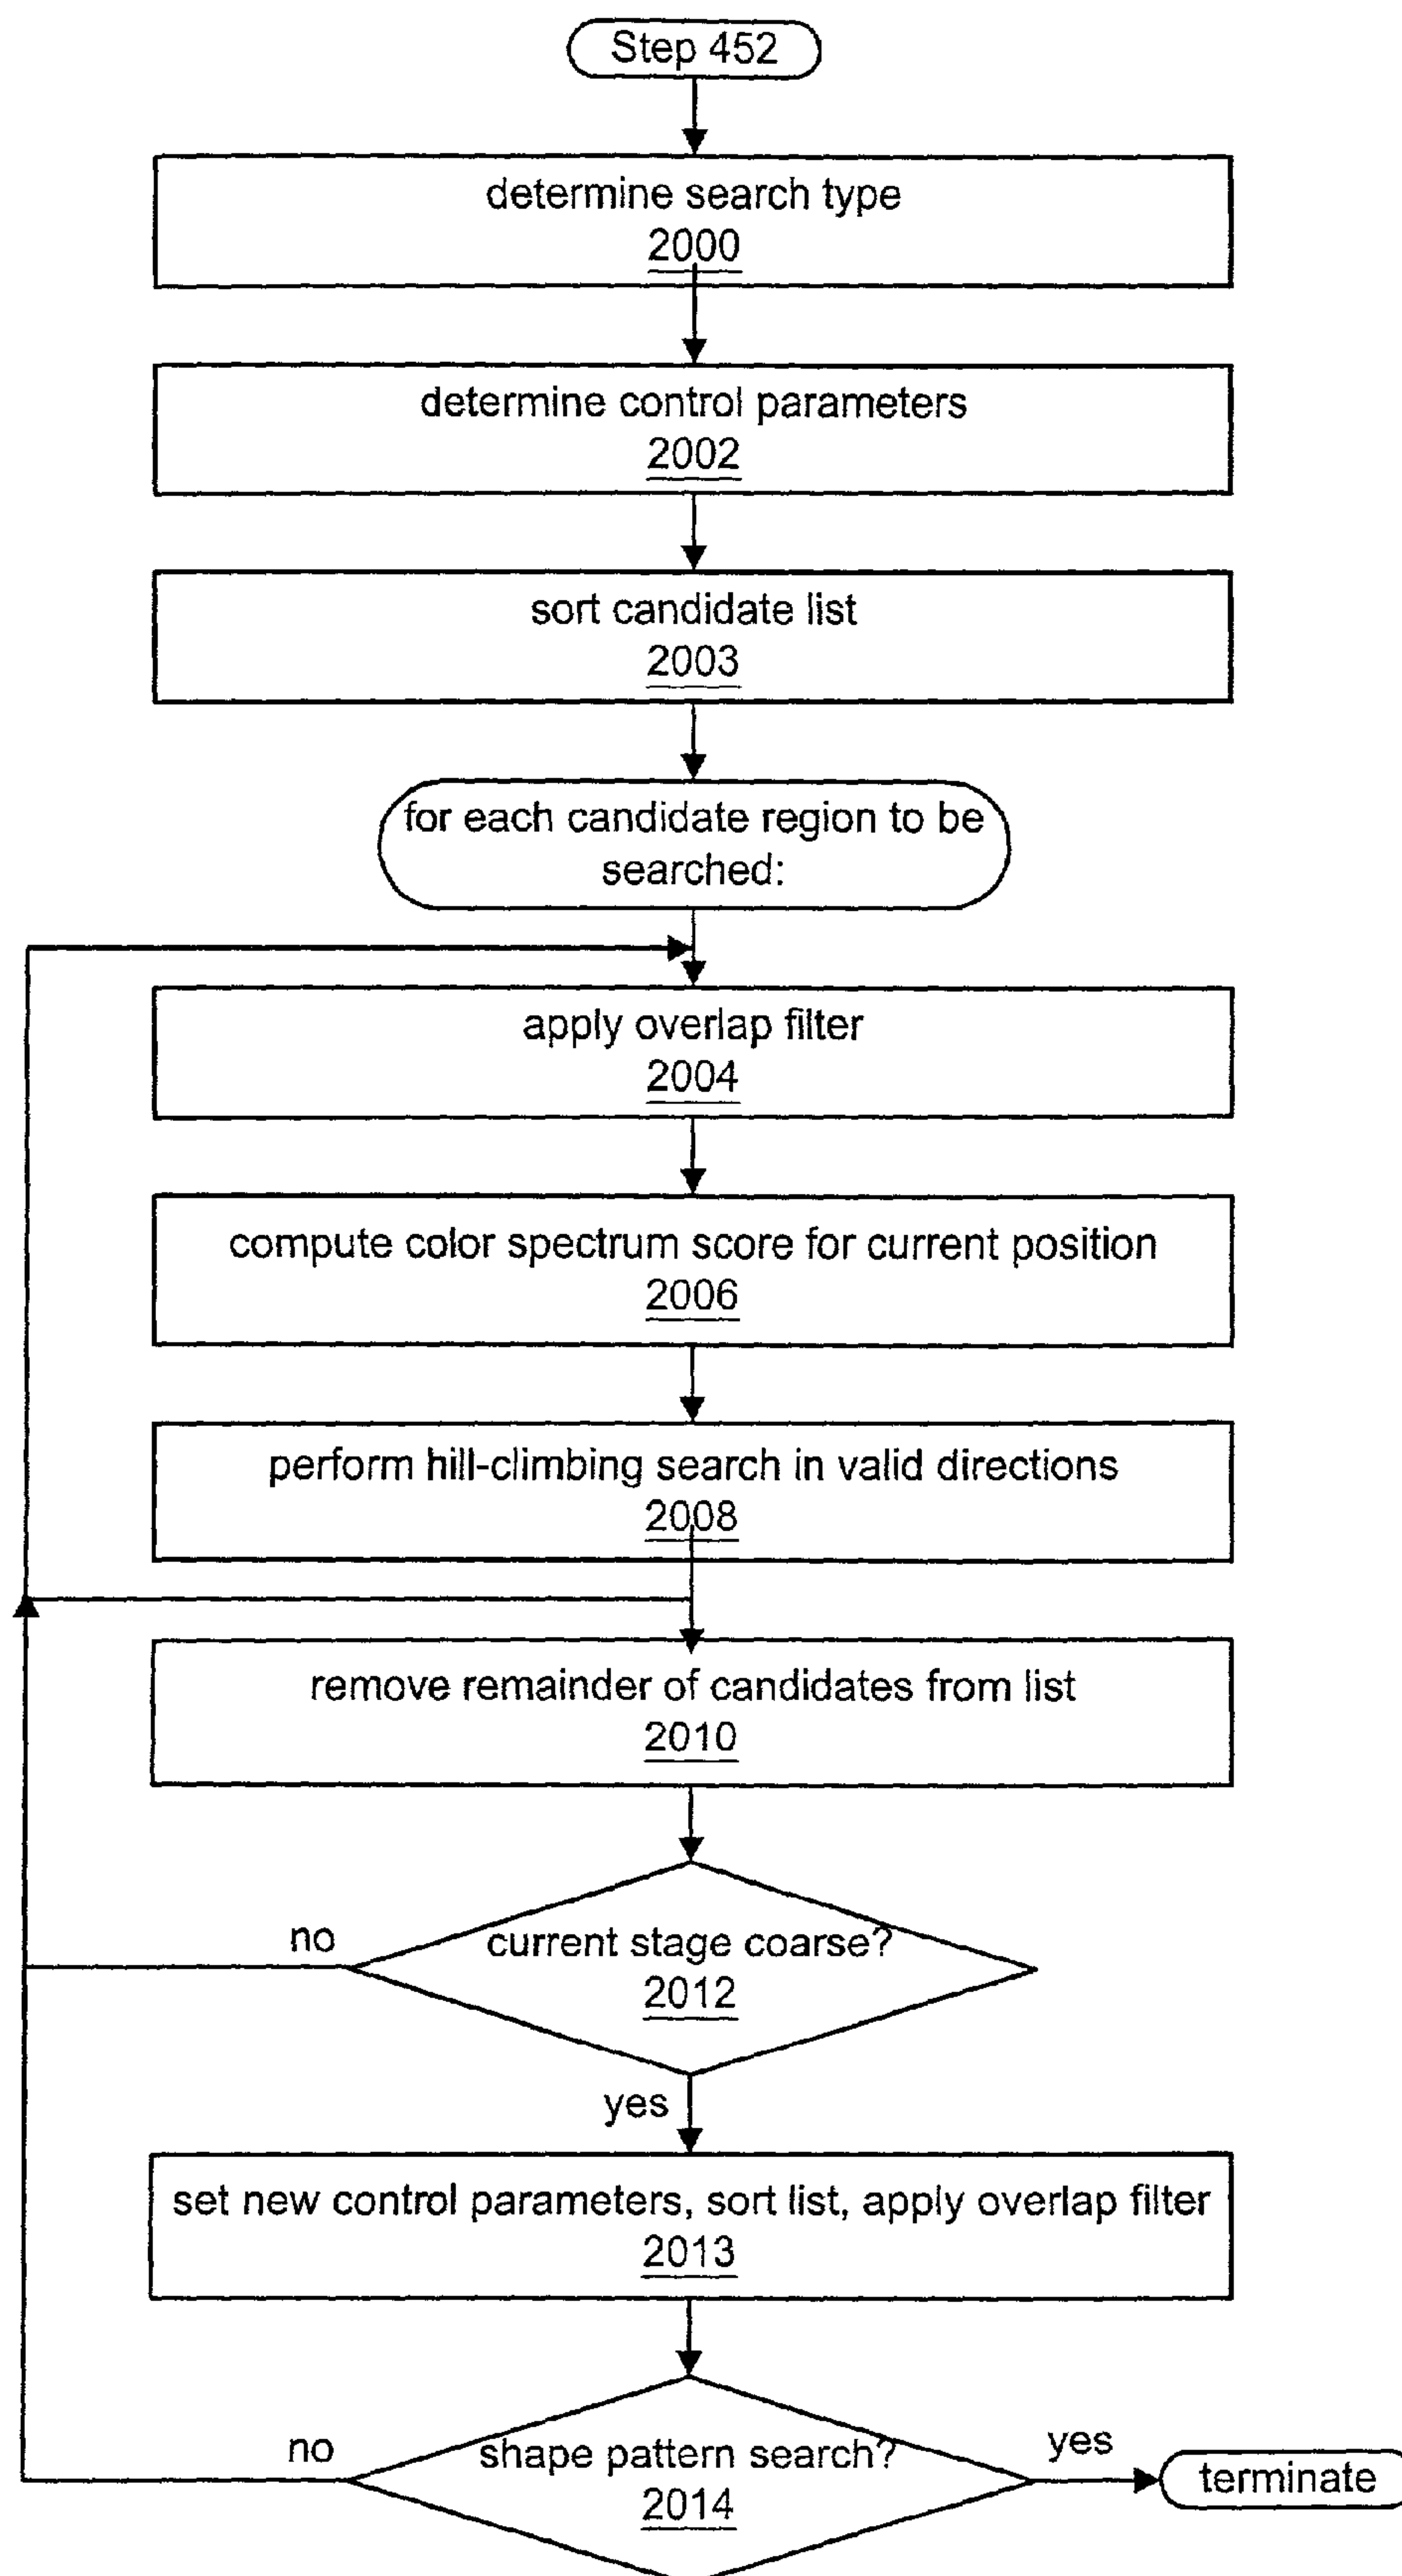 Step 452
determine search type
2000
determine control parameters
2002
sort candidate list
2003
for each candidate region to be
searched:
apply overlap filter
2004
compute color spectrum score for current position
2006
perform hill-climbing search in valid directions
2008
remove remainder of candidates from list
2010
no
current stage coarse?
2012
yes
set new control parameters, sort list, apply overlap filter
2013
no
shape pattern search?
2014
yes
terminate